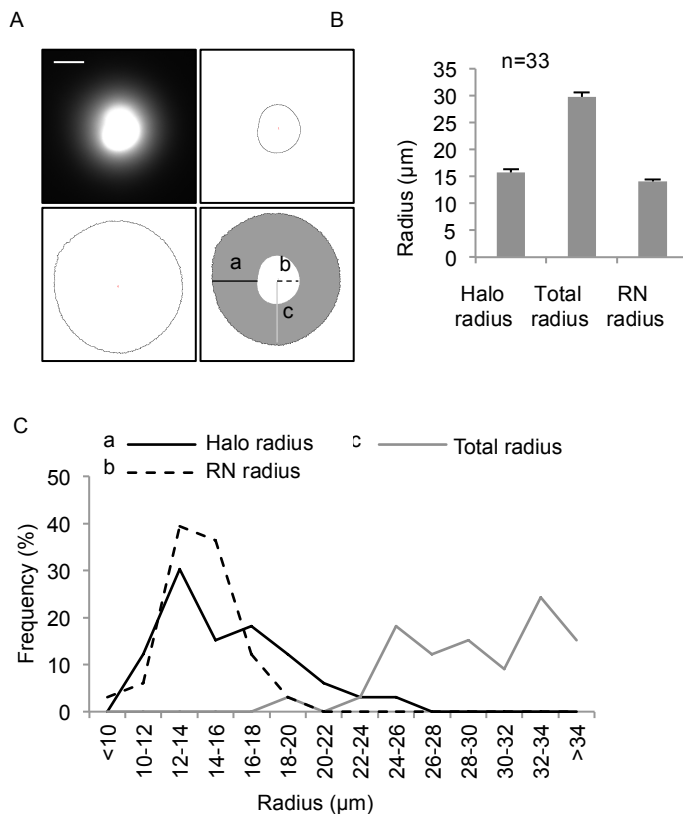 A
B
a
b
c
n=33
Radius (µm)
35
30
25
20
15
10
5
0
Halo radius
Total radius
RN radius
C
a Halo radius
b RN radius
c Total radius
Frequency (%)
50
40
30
20
10
0
<10
10-12
12-14
14-16
16-18
18-20
20-22
22-24
24-26
26-28
28-30
30-32
32-34
>34
Radius (µm)